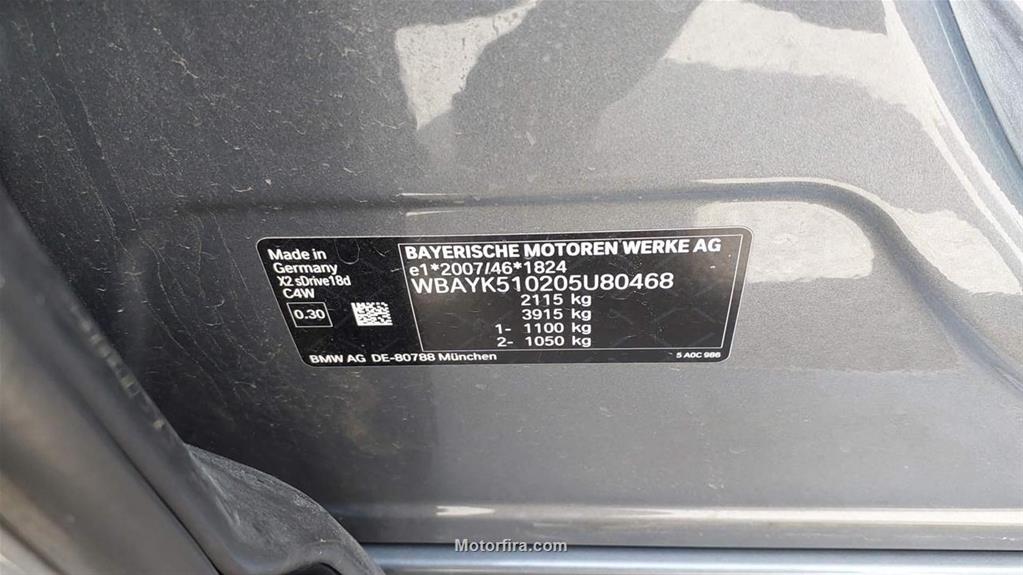 Made in
Germany
X2 sDrive18d
C4W
0.30
BAYERISCHE MOTOREN WERKE AG
e1*2007/46*1824
WBAYK510205U80468
2115 kg
3915 kg
1- 1100 kg
2- 1050 kg
BMW AG DE-80788 München
5 A0C 986
Motorfira.com